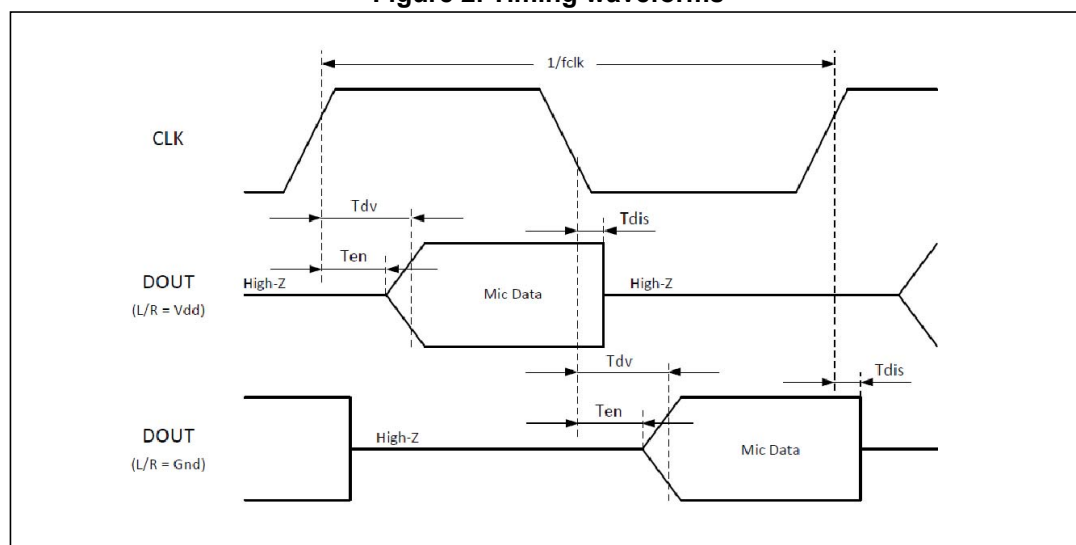 Figure 2. Timing waveforms
1/fclk
CLK
Tdv
Tdis
Ten
DOUT
(L/R = Vdd)
High-Z
Mic Data
High-Z
Tdv
Tdis
Ten
DOUT
(L/R = Gnd)
High-Z
Mic Data